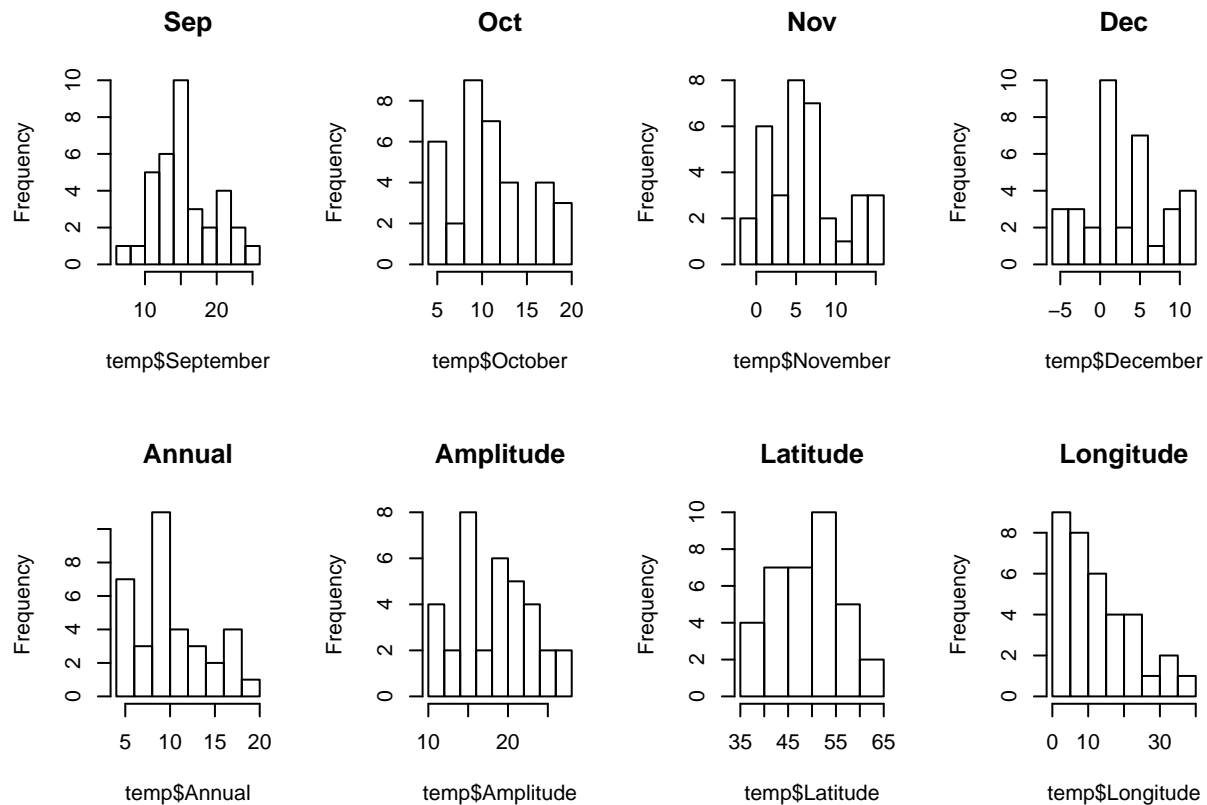 Sep
Frequency
0 2 4 6 8 10
10 20
temp$September
Oct
Frequency
0 2 4 6 8
5 10 15 20
temp$October
Nov
Frequency
0 2 4 6 8
0 5 10
temp$November
Dec
Frequency
0 2 4 6 8 10
−5 0 5 10
temp$December
Annual
Frequency
0 2 4 6 8
5 10 15 20
temp$Annual
Amplitude
Frequency
0 2 4 6 8
10 20
temp$Amplitude
Latitude
Frequency
0 2 4 6 8 10
35 45 55 65
temp$Latitude
Longitude
Frequency
0 2 4 6 8
0 10 30
temp$Longitude